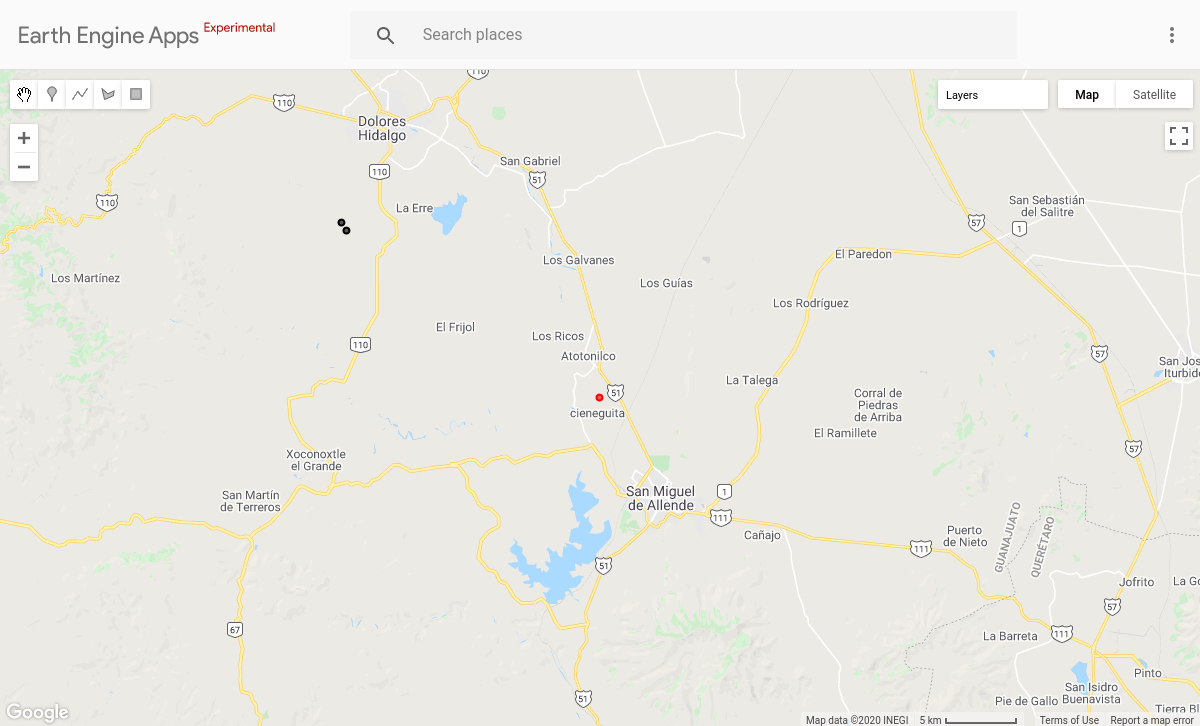 Earth Engine Apps Experimental
Search places
Layers
Map
Satellite
110
110
Dolores
Hidalgo
San Gabriel
110
51
110
La Erre
San Sebastián
del Salitre
57
1
Los Martínez
Los Galvanes
El Paredon
Los Guías
Los Rodríguez
El Frijol
Los Ricos
110
Atotonilco
57
San Jos
Iturbide
La Talega
51
Corral de
Piedras
de Arriba
cieneguita
El Ramillete
Xoconoxtle
el Grande
57
San Martín
de Terreros
San Miguel
de Allende
1
111
Cañajo
Puerto
de Nieto
111
GUANAJUATO
QUERÉTARO
51
Jofrito
La Go
57
67
La Barreta
111
Pinto
San Isidro
Buenavista
51
Pie de Gallo
Tierra Bl
Google
Map data ©2020 INEGI
5 km
Terms of Use
Report a map error